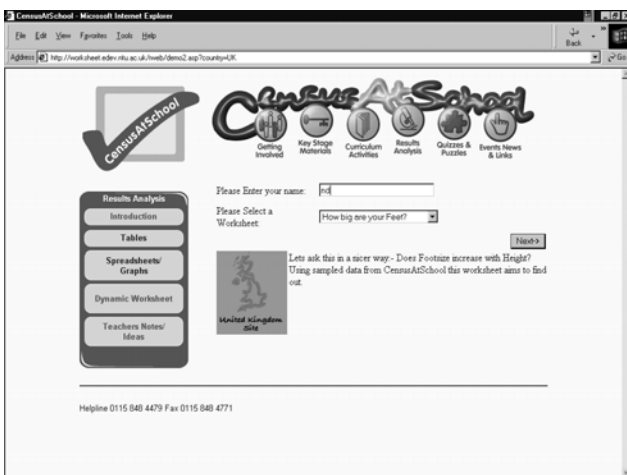 CensusAtSchool - Microsoft Internet Explorer
File Edit View Favorites Tools Help
Back
Address http://worksheet.edev.ntu.ac.uk/lweb/demo2.asp?country=UK
Go
CensusAtSchool
CensusAtSchool
Getting Involved
Key Stage Materials
Curriculum Activities
Results Analysis
Quizzes & Puzzles
Events News & Links
Results Analysis
Introduction
Tables
Spreadsheets/
Graphs
Dynamic Worksheet
Teachers Notes/
Ideas
Please Enter your name: nd
Please Select a
Worksheet: How big are your Feet?
Next->
Lets ask this in a nicer way:- Does Footsize increase with Height?
Using sampled data from CensusAtSchool this worksheet aims to find
out.
United Kingdom
Site
Helpline 0115 848 4479 Fax 0115 848 4771